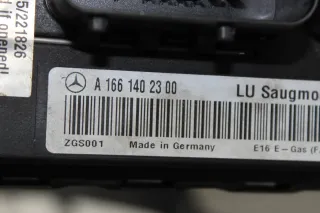 5/221826
if opened!
A 166 140 23 00
LU Saugmo
ZGS001
Made in Germany
E16 E-Gas (F